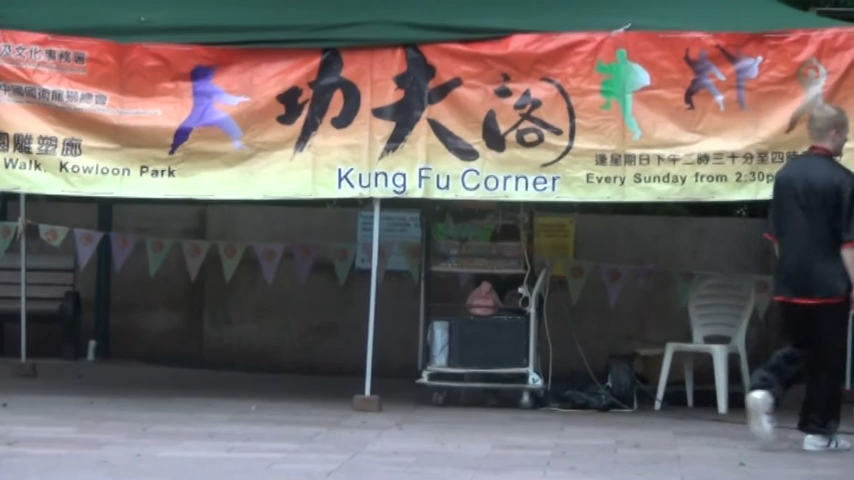 及文化事務署
中國國術龍獅總會
園雕塑廊
Walk, Kowloon Park
功夫阁
Kung Fu Corner
逢星期日下午二時三十分至四時
Every Sunday from 2:30p